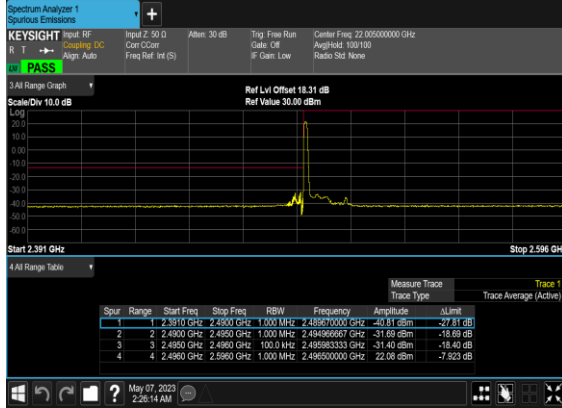 Spectrum Analyzer 1
Spurious Emissions
+
KEYSIGHT Input: RF Input Z: 50 Ω Atten: 30 dB Trig: Free Run Center Freq: 22.005000000 GHz
R T Coupling: DC Corr CCorr Gate: Off Avg|Hold: 100/100
Align: Auto Freq Ref: Int (S) IF Gain: Low Radio Std: None
PASS
3 All Range Graph
Ref Lvl Offset 18.31 dB
Scale/Div 10.0 dB Ref Value 30.00 dBm
Log
20.0
10.0
0.00
-10.0
-20.0
-30.0
-40.0
-50.0
-60.0
Start 2.391 GHz Stop 2.596 GH
4 All Range Table
Measure Trace Trace 1
Trace Type Trace Average (Active)
Spur Range Start Freq Stop Freq RBW Frequency Amplitude ΔLimit
1 1 2.3910 GHz 2.4900 GHz 1.000 MHz 2.489670000 GHz -40.81 dBm -27.81 dB
2 2 2.4900 GHz 2.4950 GHz 1.000 MHz 2.494966667 GHz -31.69 dBm -18.69 dB
3 3 2.4950 GHz 2.4960 GHz 100.0 kHz 2.495983333 GHz -31.40 dBm -18.40 dB
4 4 2.4960 GHz 2.5960 GHz 1.000 MHz 2.496500000 GHz 22.08 dBm -7.923 dB
? May 07, 2023
2:26:14 AM